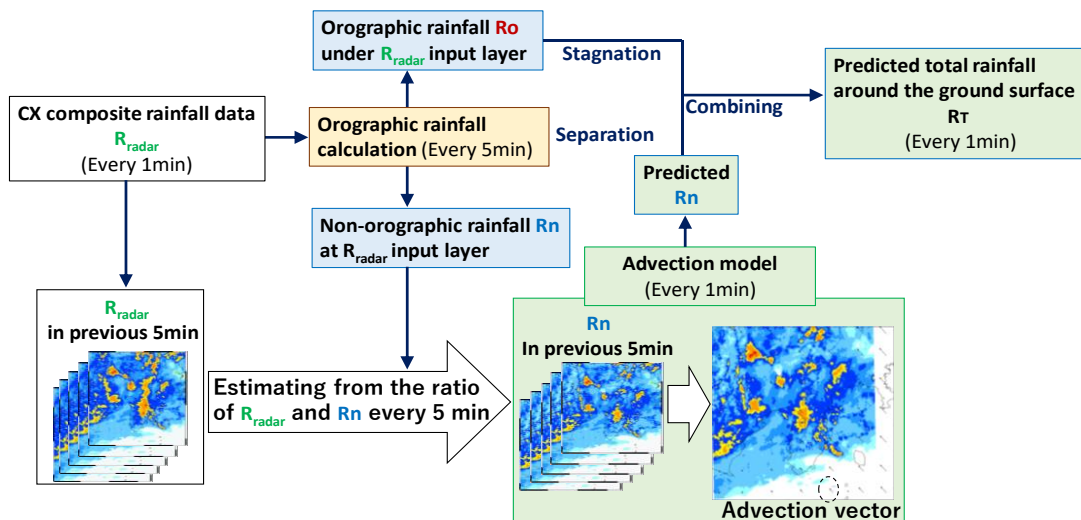 Orographic rainfall Ro
under Rradar input layer
Stagnation
CX composite rainfall data
Rradar
(Every 1min)
Orographic rainfall
calculation (Every 5min)
Separation
Combining
Predicted total rainfall
around the ground surface
RT
(Every 1min)
Predicted
Rn
Non-orographic rainfall Rn
at Rradar input layer
Advection model
(Every 1min)
Rradar
in previous 5min
Estimating from the ratio
of Rradar and Rn every 5 min
Rn
In previous 5min
Advection vector